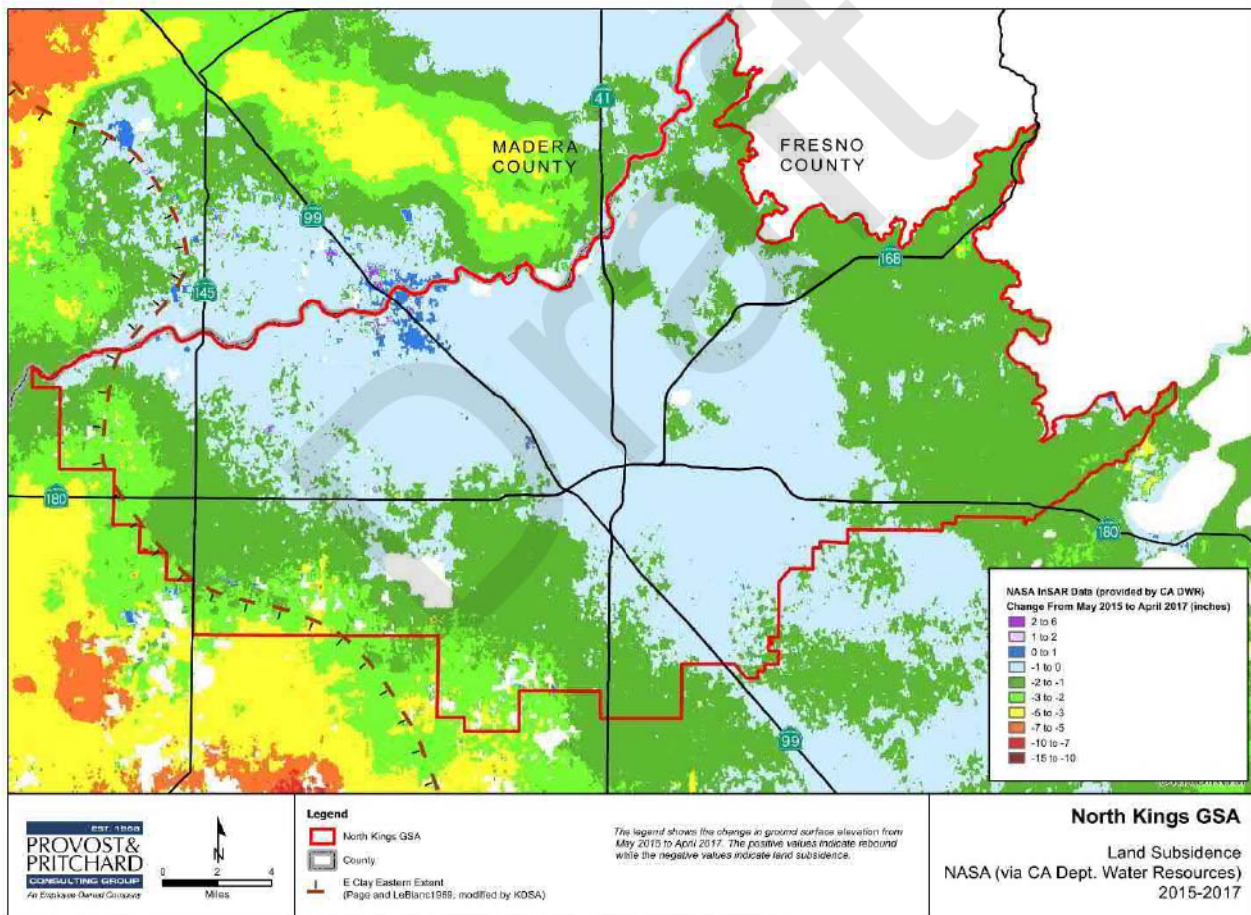 Draft
MADERA
COUNTY
FRESNO
COUNTY
41
99
145
168
180
180
99
NASA InSAR Data (provided by CA DWR)
Change From May 2015 to April 2017 (inches)
2 to 6
1 to 2
0 to 1
-1 to 0
-2 to -1
-3 to -2
-5 to -3
-7 to -5
-10 to -7
-15 to -10
EST. 1968
PROVOST&
PRITCHARD
CONSULTING GROUP
An Employee Owned Company
N
0 2 4
Miles
Legend
North Kings GSA
County
E Clay Eastern Extent
(Page and LeBlanc1969, modified by KDSA)
The legend shows the change in ground surface elevation from
May 2015 to April 2017. The positive values indicate rebound
while the negative values indicate land subsidence.
North Kings GSA
Land Subsidence
NASA (via CA Dept. Water Resources)
2015-2017